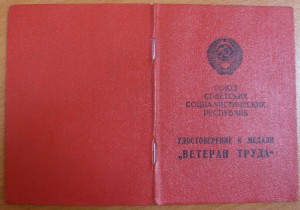 СОЮЗ
СОВЕТСКИХ
СОЦИАЛИСТИЧЕСКИХ
РЕСПУБЛИК
УДОСТОВЕРЕНИЕ К МЕДАЛИ
„ВЕТЕРАН ТРУДА“